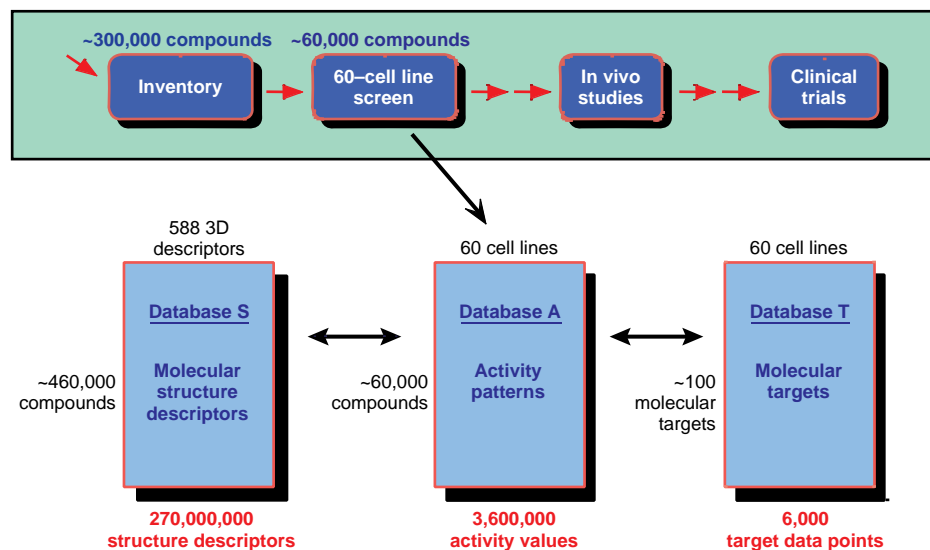 ~300,000 compounds
~60,000 compounds
Inventory
60–cell line
screen
In vivo
studies
Clinical
trials
588 3D
descriptors
60 cell lines
60 cell lines
Database S
Database A
Database T
Molecular
structure
descriptors
Activity
patterns
Molecular
targets
~460,000
compounds
~60,000
compounds
~100
molecular
targets
270,000,000
structure descriptors
3,600,000
activity values
6,000
target data points